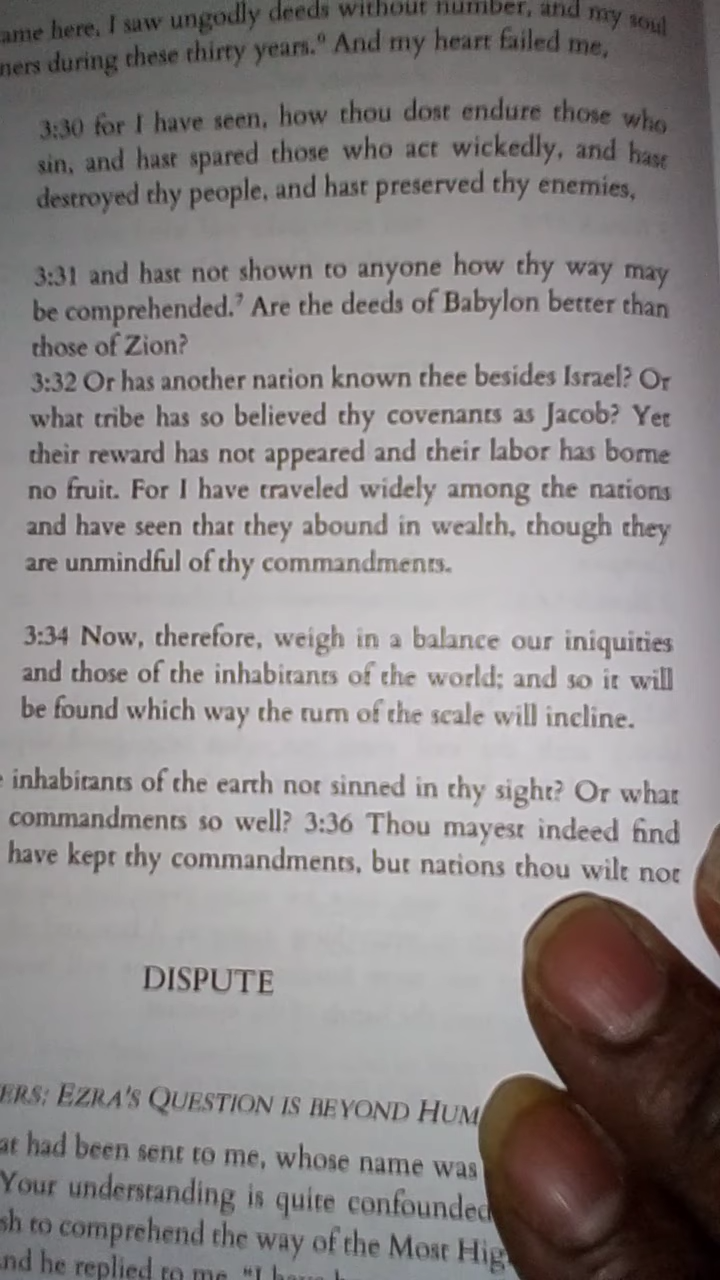 ame here, I saw ungodly deeds without number, and my soul
ners during these thirty years.⁶ And my heart failed me,
3:30 for I have seen, how thou dost endure those who
sin, and hast spared those who act wickedly, and hast
destroyed thy people, and hast preserved thy enemies,
3:31 and hast not shown to anyone how thy way may
be comprehended.⁷ Are the deeds of Babylon better than
those of Zion?
3:32 Or has another nation known thee besides Israel? Or
what tribe has so believed thy covenants as Jacob? Yet
their reward has not appeared and their labor has borne
no fruit. For I have traveled widely among the nations
and have seen that they abound in wealth, though they
are unmindful of thy commandments.
3:34 Now, therefore, weigh in a balance our iniquities
and those of the inhabitants of the world; and so it will
be found which way the turn of the scale will incline.
inhabitants of the earth not sinned in thy sight? Or what
commandments so well? 3:36 Thou mayest indeed find
have kept thy commandments, but nations thou wilt not
DISPUTE
ERS: EZRA'S QUESTION IS BEYOND HUM
at had been sent to me, whose name was
Your understanding is quite confounded
sh to comprehend the way of the Most Hig
nd he replied to me, "I have